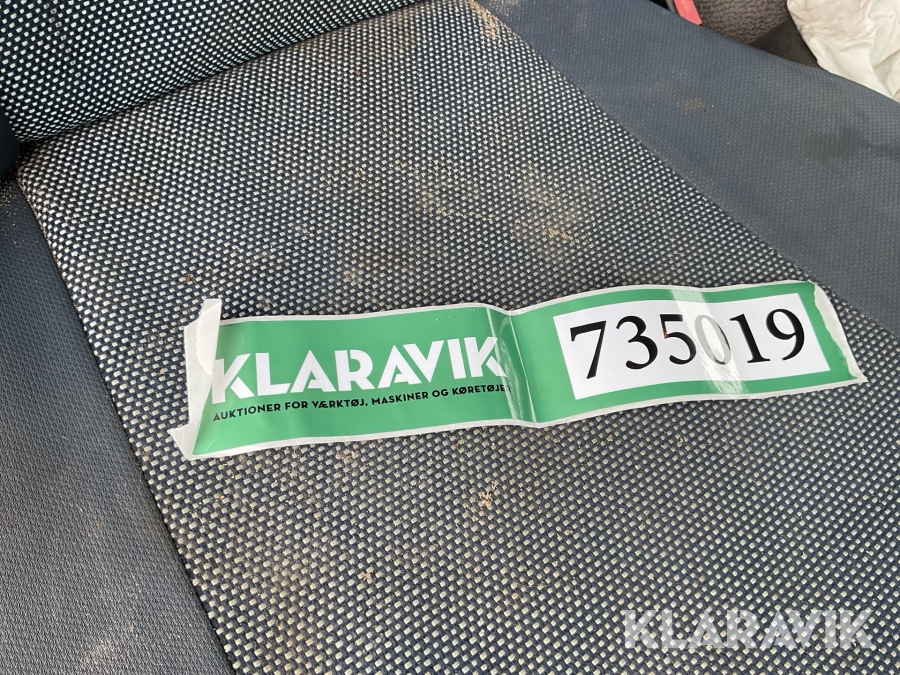 KLARAVIK
AUKTIONER FOR VÆRKTØJ, MASKINER OG KØRETØJER
735019
KLARAVIK